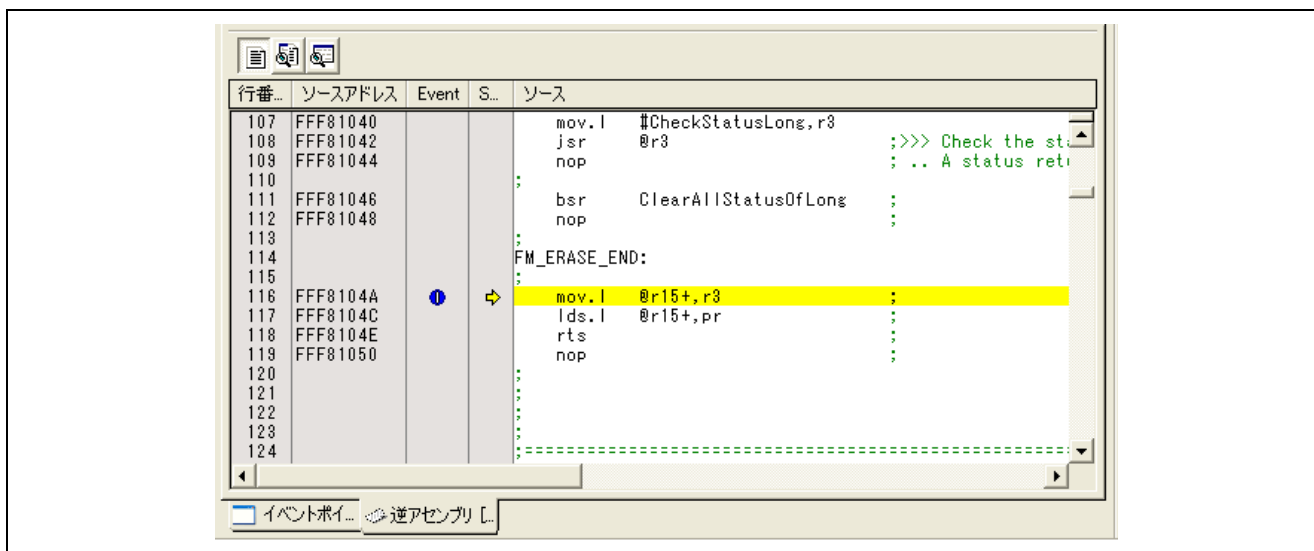 行番... ソースアドレス Event S... ソース
107 FFF81040 mov.l #CheckStatusLong,r3
108 FFF81042 jsr @r3 ;>>> Check the sta
109 FFF81044 nop ; .. A status retu
110 ;
111 FFF81046 bsr ClearAllStatusOfLong ;
112 FFF81048 nop ;
113 ;
114 FM_ERASE_END:
115 ;
116 FFF8104A mov.l @r15+,r3 ;
117 FFF8104C lds.l @r15+,pr ;
118 FFF8104E rts ;
119 FFF81050 nop ;
120 ;
121 ;
122 ;
123 ;
124 ;=======================================================
イベントポイ... 逆アセンブリ [...